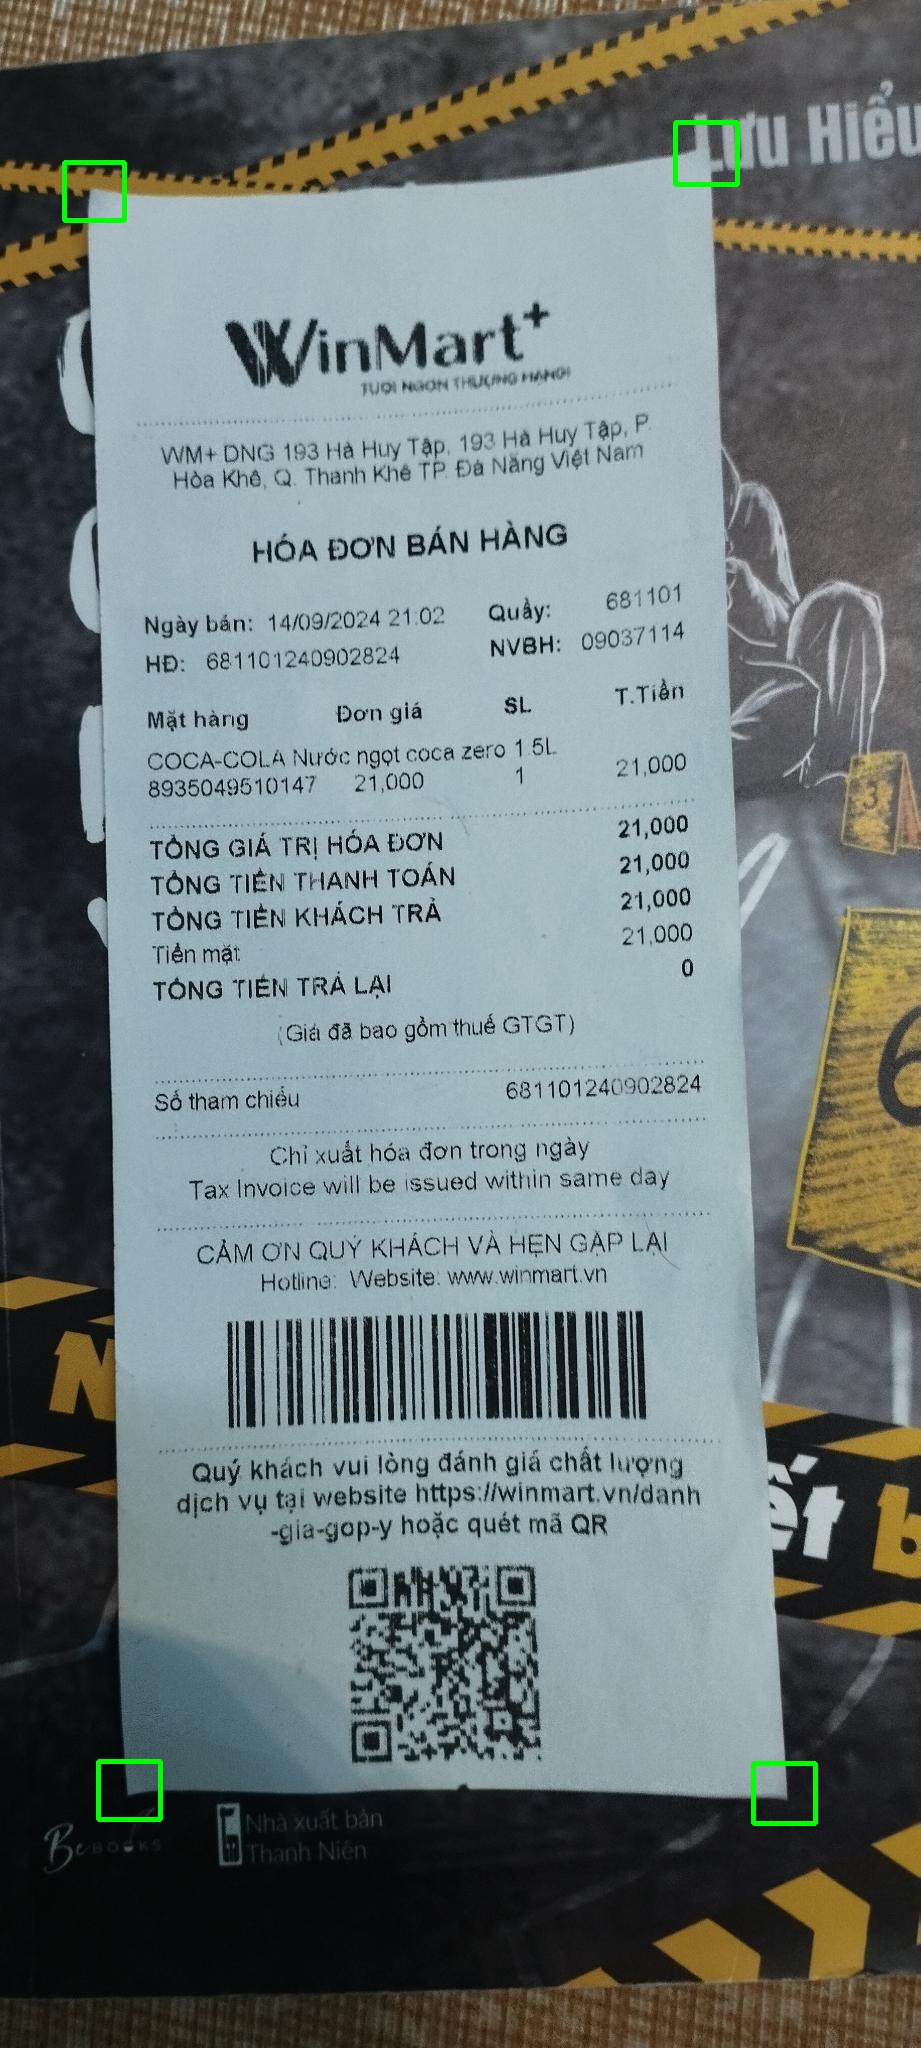 Lưu Hiểu
WinMart+
TƯƠI NGON THƯỢNG HẠNG!
WM+ DNG 193 Hà Huy Tập, 193 Hà Huy Tập, P.
Hòa Khê, Q. Thanh Khê TP. Đà Nẵng Việt Nam
HÓA ĐƠN BÁN HÀNG
Ngày bán: 14/09/2024 21:02 Quầy: 681101
HĐ: 681101240902824 NVBH: 09037114
Mặt hàng Đơn giá SL T.Tiền
COCA-COLA Nước ngọt coca zero 1.5L
8935049510147 21,000 1 21,000
TỔNG GIÁ TRỊ HÓA ĐƠN 21,000
TỔNG TIỀN THANH TOÁN 21,000
TỔNG TIỀN KHÁCH TRẢ 21,000
Tiền mặt 21,000
TỔNG TIỀN TRẢ LẠI 0
(Giá đã bao gồm thuế GTGT)
Số tham chiếu 681101240902824
Chỉ xuất hóa đơn trong ngày
Tax Invoice will be issued within same day
CẢM ƠN QUÝ KHÁCH VÀ HẸN GẶP LẠI
Hotline: Website: www.winmart.vn
Quý khách vui lòng đánh giá chất lượng
dịch vụ tại website https://winmart.vn/danh
-gia-gop-y hoặc quét mã QR
BeBOOKS
Nhà xuất bản
Thanh Niên